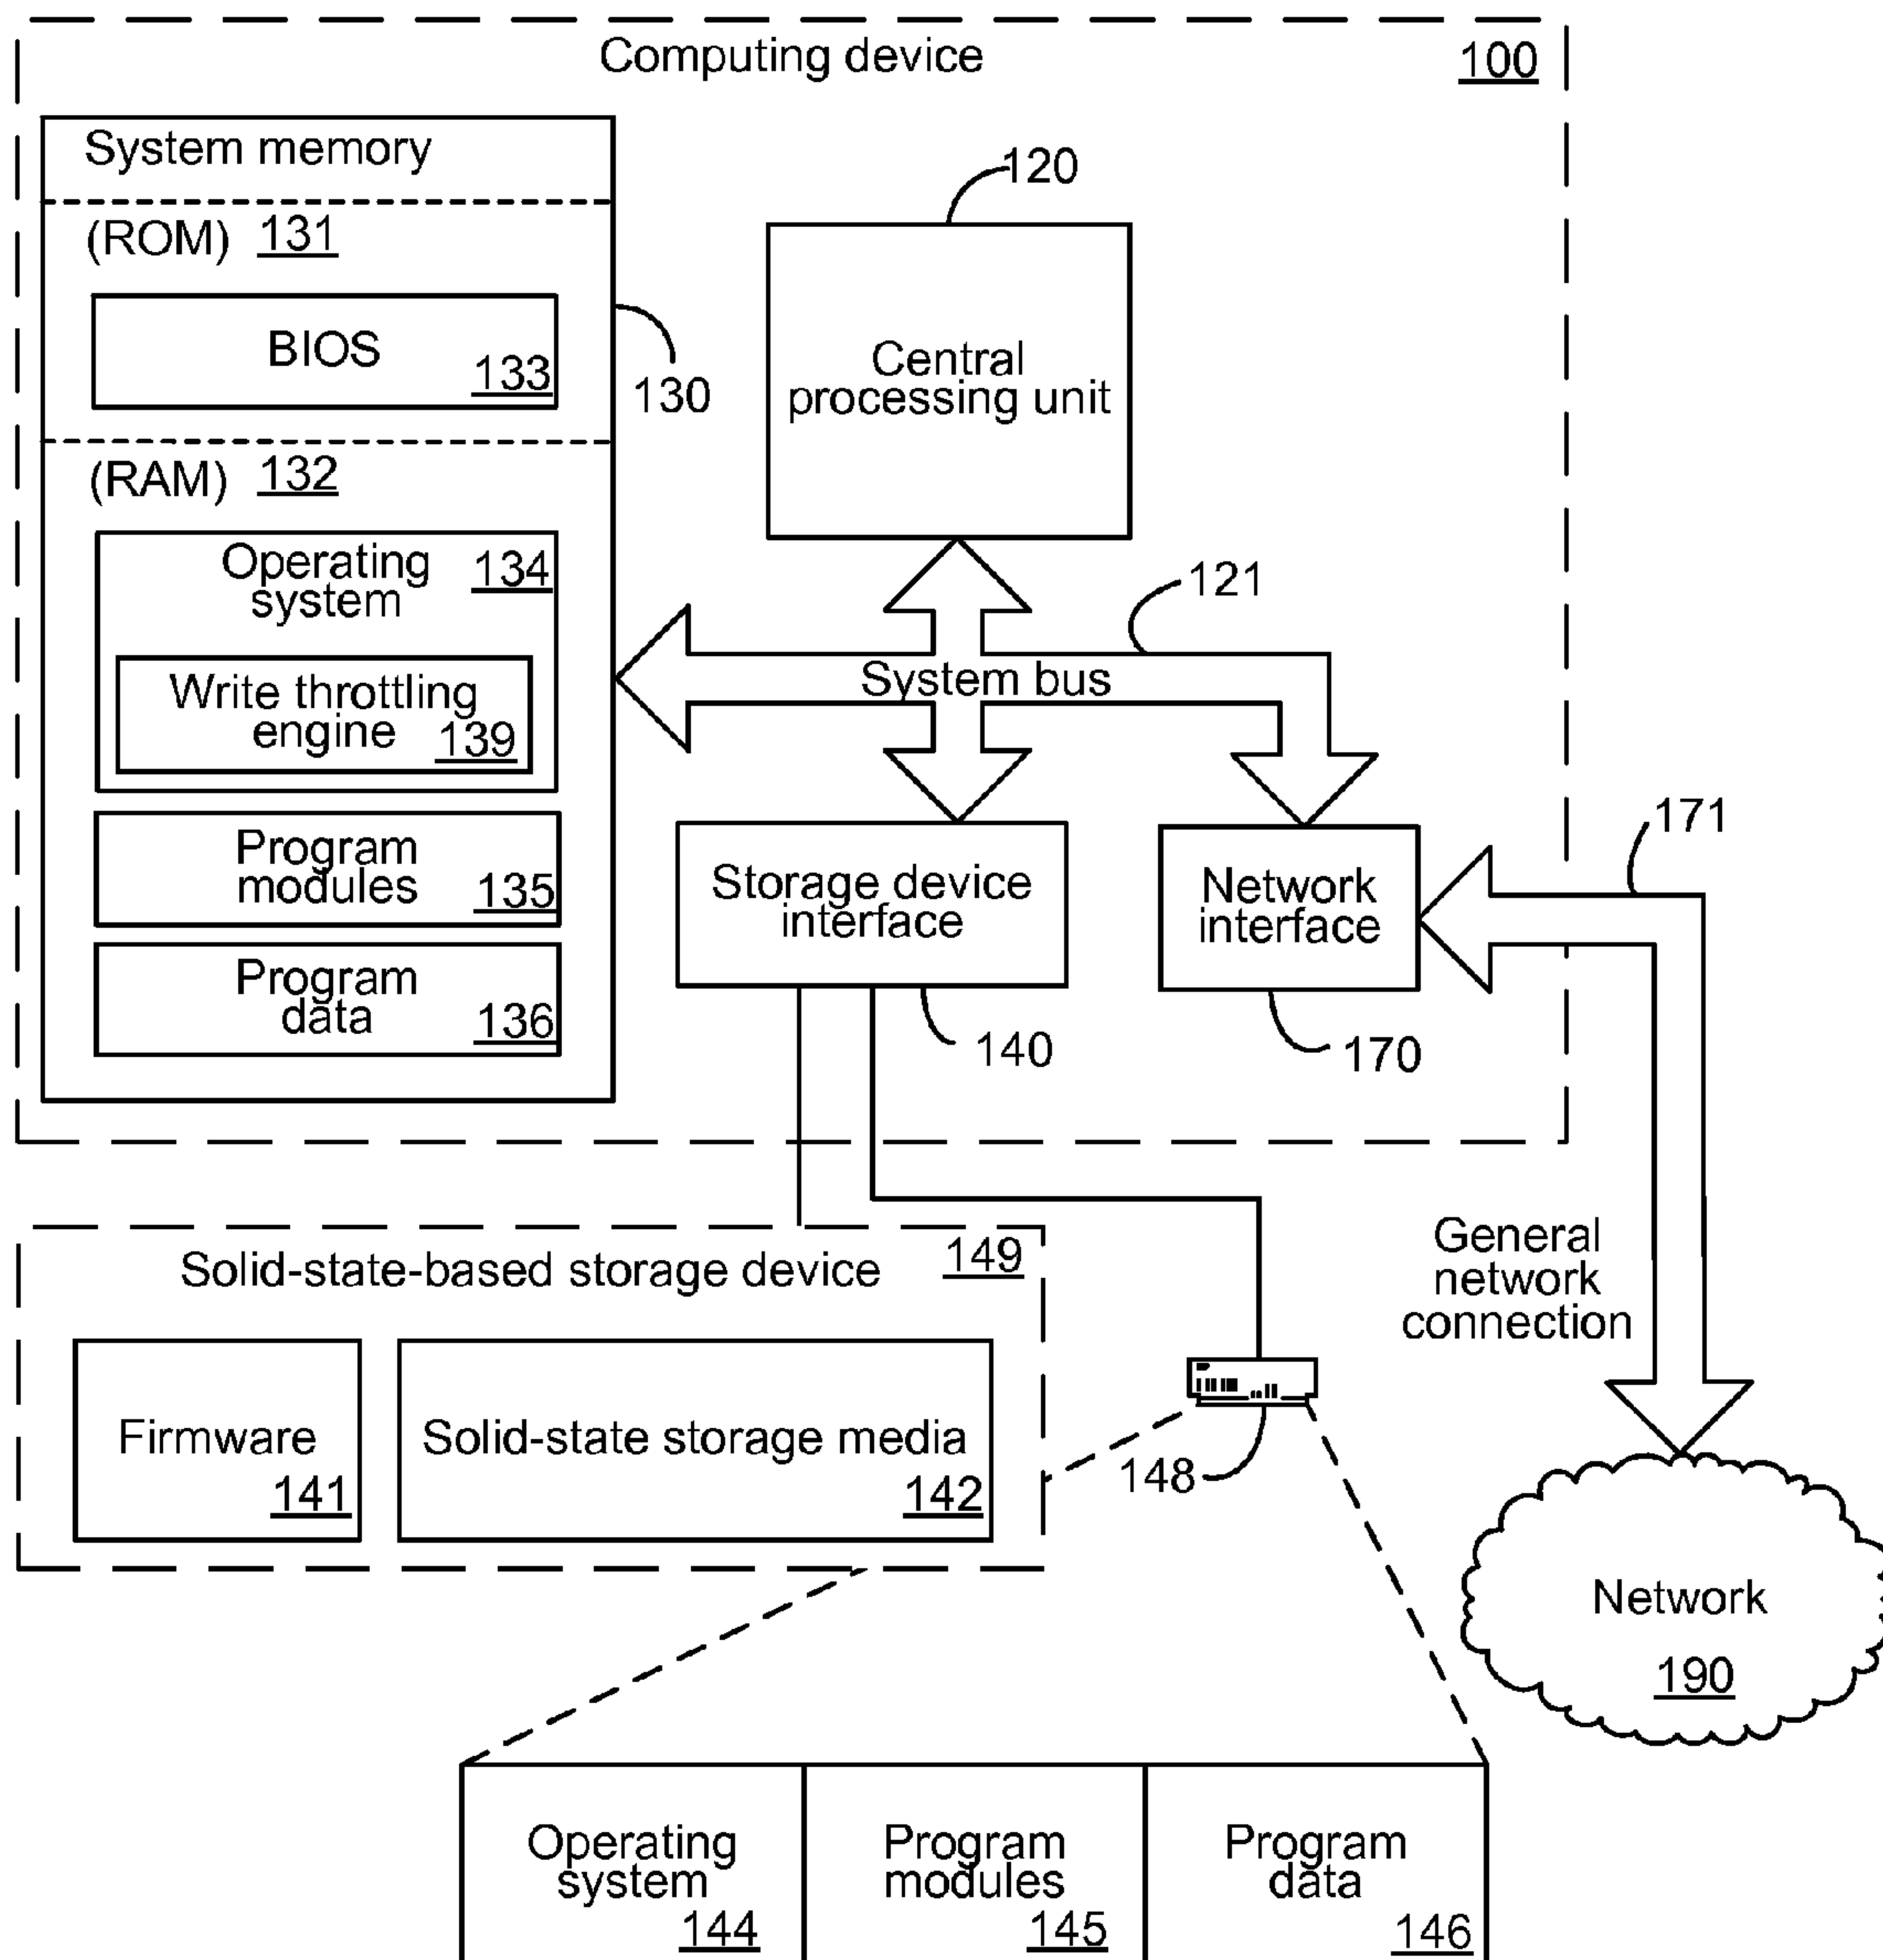 Computing device 100
System memory
(ROM) 131
BIOS 133
130
(RAM) 132
Operating
system
134
Write throttling
engine 139
Program
modules 135
Program
data 136
120
Central
processing unit
121
System bus
Storage device
interface
140
Network
interface
170
171
General
network
connection
Solid-state-based storage device 149
Firmware
141
Solid-state storage media
142
148
Network
190
Operating
system
144
Program
modules
145
Program
data
146